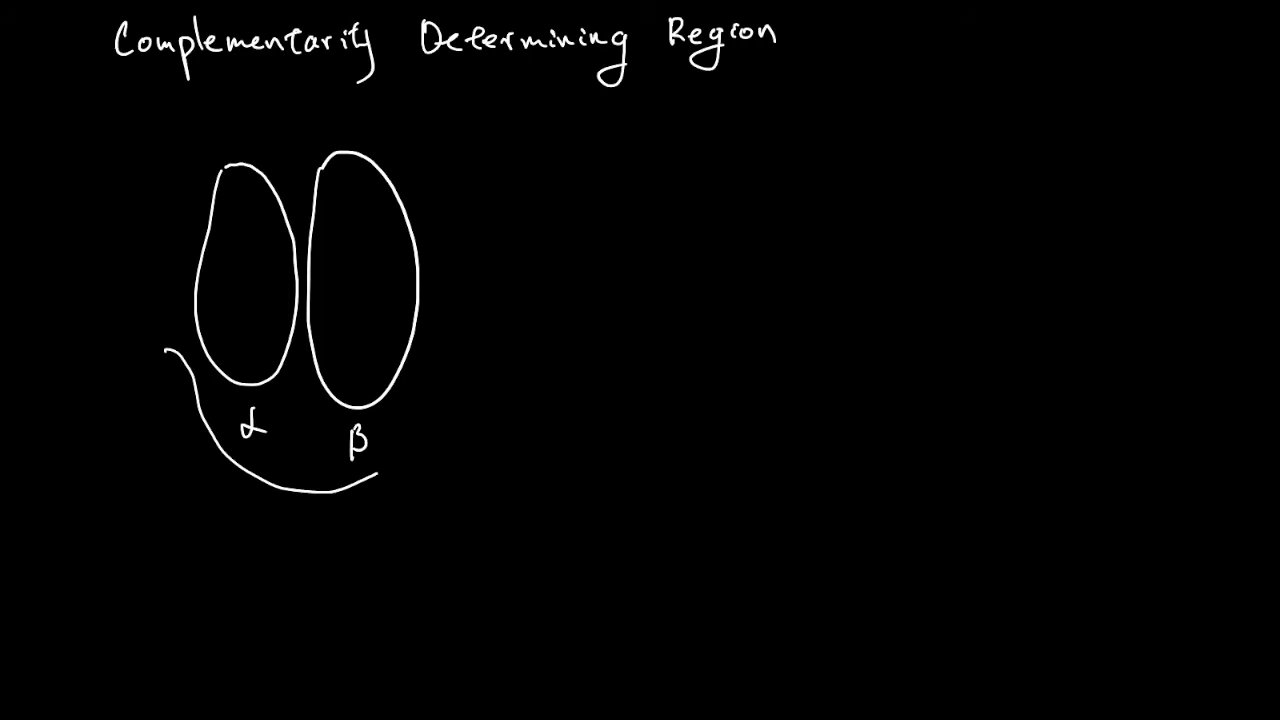 Complementarity Determining Region
α β